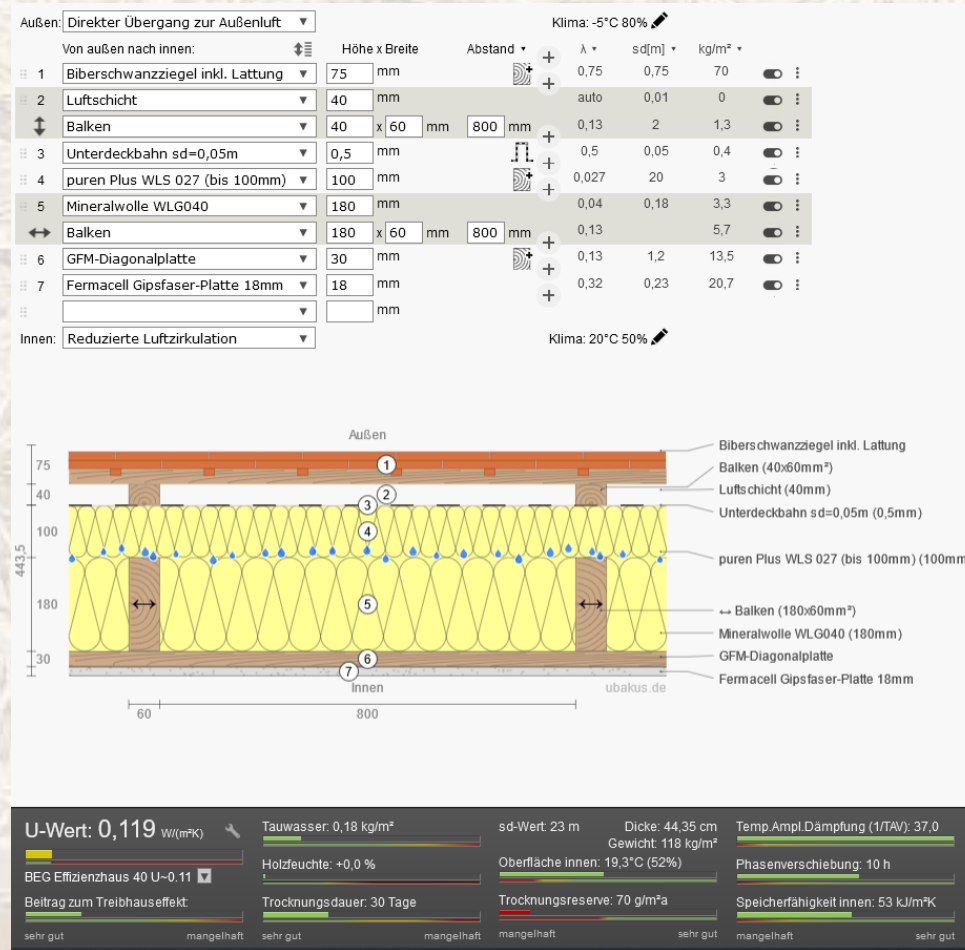 Außen: Direkter Übergang zur Außenluft Klima: -5°C 80%
Von außen nach innen: Höhe x Breite Abstand λ sd[m] kg/m²
1 Biberschwanzziegel inkl. Lattung 75 mm 0,75 0,75 70
2 Luftschicht 40 mm auto 0,01 0
Balken 40 x 60 mm 800 mm 0,13 2 1,3
3 Unterdeckbahn sd=0,05m 0,5 mm 0,5 0,05 0,4
4 puren Plus WLS 027 (bis 100mm) 100 mm 0,027 20 3
5 Mineralwolle WLG040 180 mm 0,04 0,18 3,3
Balken 180 x 60 mm 800 mm 0,13 5,7
6 GFM-Diagonalplatte 30 mm 0,13 1,2 13,5
7 Fermacell Gipsfaser-Platte 18mm 18 mm 0,32 0,23 20,7
mm
Innen: Reduzierte Luftzirkulation Klima: 20°C 50%
Außen
75 1 Biberschwanzziegel inkl. Lattung
Balken (40x60mm²)
40 2 Luftschicht (40mm)
3 Unterdeckbahn sd=0,05m (0,5mm)
100 4
443,5
puren Plus WLS 027 (bis 100mm) (100mm
180 5 ↔ Balken (180x60mm²)
Mineralwolle WLG040 (180mm)
30 6 GFM-Diagonalplatte
7 Fermacell Gipsfaser-Platte 18mm
Innen ubakus.de
60 800
U-Wert: 0,119 W/(m²K)
BEG Effizienzhaus 40 U~0.11
Beitrag zum Treibhauseffekt:
sehr gut mangelhaft
Tauwasser: 0,18 kg/m²
Holzfeuchte: +0,0 %
Trocknungsdauer: 30 Tage
sehr gut mangelhaft
sd-Wert: 23 m Dicke: 44,35 cm
Gewicht: 118 kg/m²
Oberfläche innen: 19,3°C (52%)
Trocknungsreserve: 70 g/m²a
mangelhaft sehr gut
Temp.Ampl.Dämpfung (1/TAV): 37,0
Phasenverschiebung: 10 h
Speicherfähigkeit innen: 53 kJ/m²K
mangelhaft sehr gut